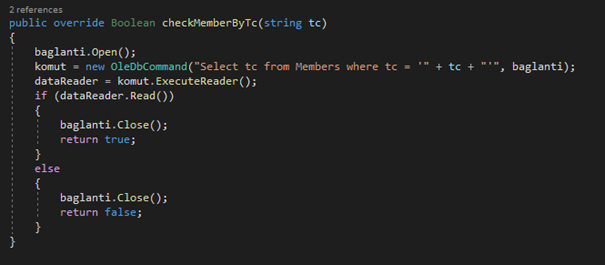 2 references
public override Boolean checkMemberByTc(string tc)
{
baglanti.Open();
komut = new OleDbCommand("Select tc from Members where tc = '" + tc + "'", baglanti);
dataReader = komut.ExecuteReader();
if (dataReader.Read())
{
baglanti.Close();
return true;
}
else
{
baglanti.Close();
return false;
}
}